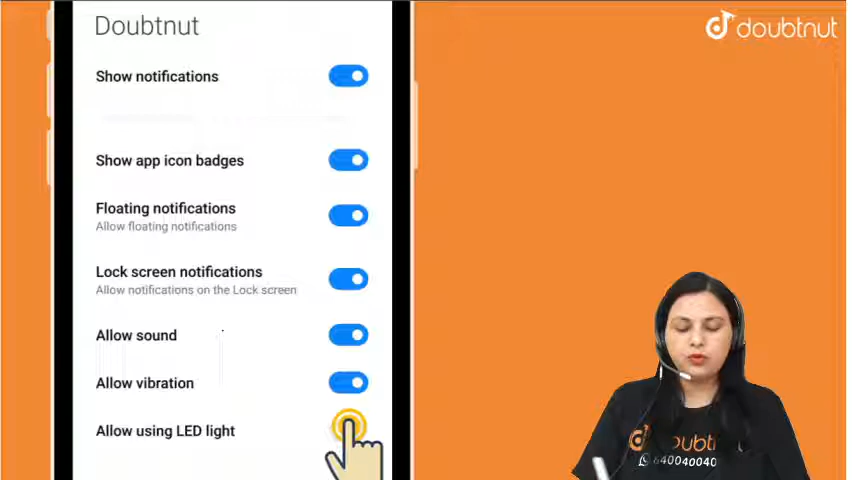 Doubtnut
doubtnut
Show notifications
Show app icon badges
Floating notifications
Allow floating notifications
Lock screen notifications
Allow notifications on the Lock screen
Allow sound
Allow vibration
Allow using LED light